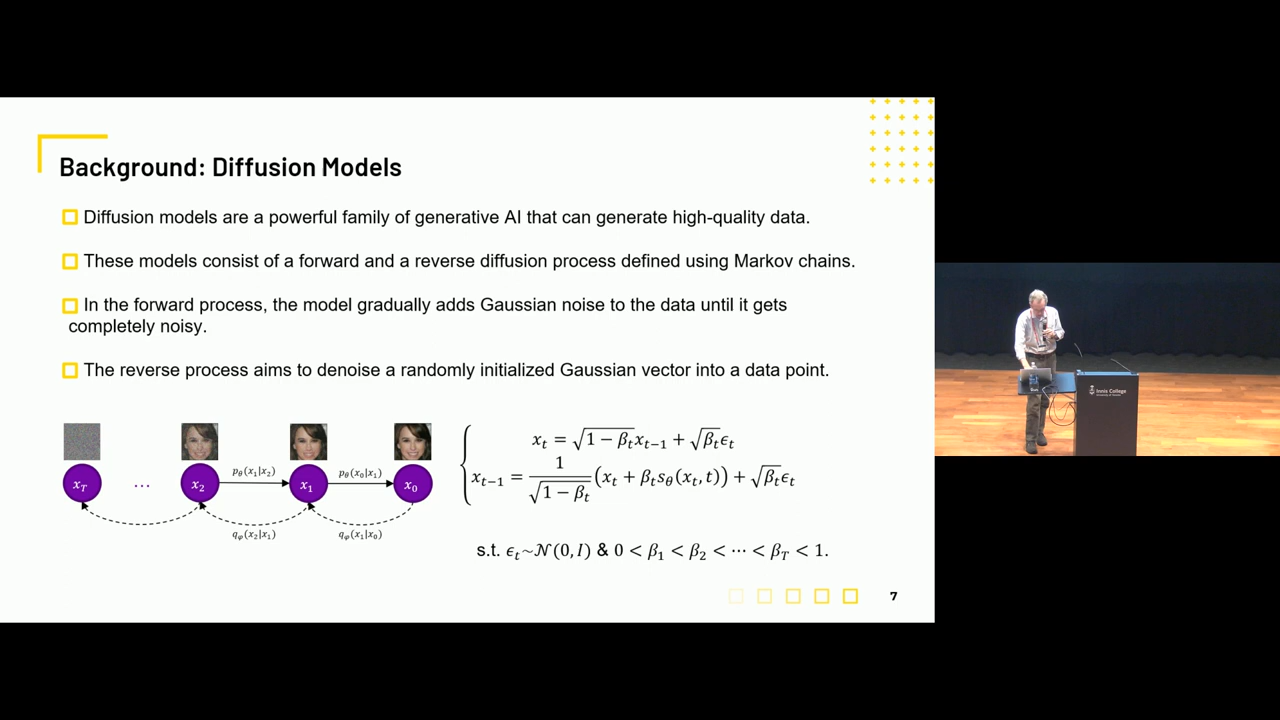 Background: Diffusion Models
Diffusion models are a powerful family of generative AI that can generate high-quality data.
These models consist of a forward and a reverse diffusion process defined using Markov chains.
In the forward process, the model gradually adds Gaussian noise to the data until it gets
completely noisy.
The reverse process aims to denoise a randomly initialized Gaussian vector into a data point.
x_T … x_2 p_θ(x_1|x_2) x_1 p_θ(x_0|x_1) x_0
q_φ(x_2|x_1) q_φ(x_1|x_0)
x_t = √(1 − β_t) x_{t−1} + √β_t ϵ_t
x_{t−1} = 1/√(1 − β_t) (x_t + β_t s_θ(x_t, t)) + √β_t ϵ_t
s.t. ϵ_t~𝒩(0, I) & 0 < β_1 < β_2 < ⋯ < β_T < 1.
7
Innis College